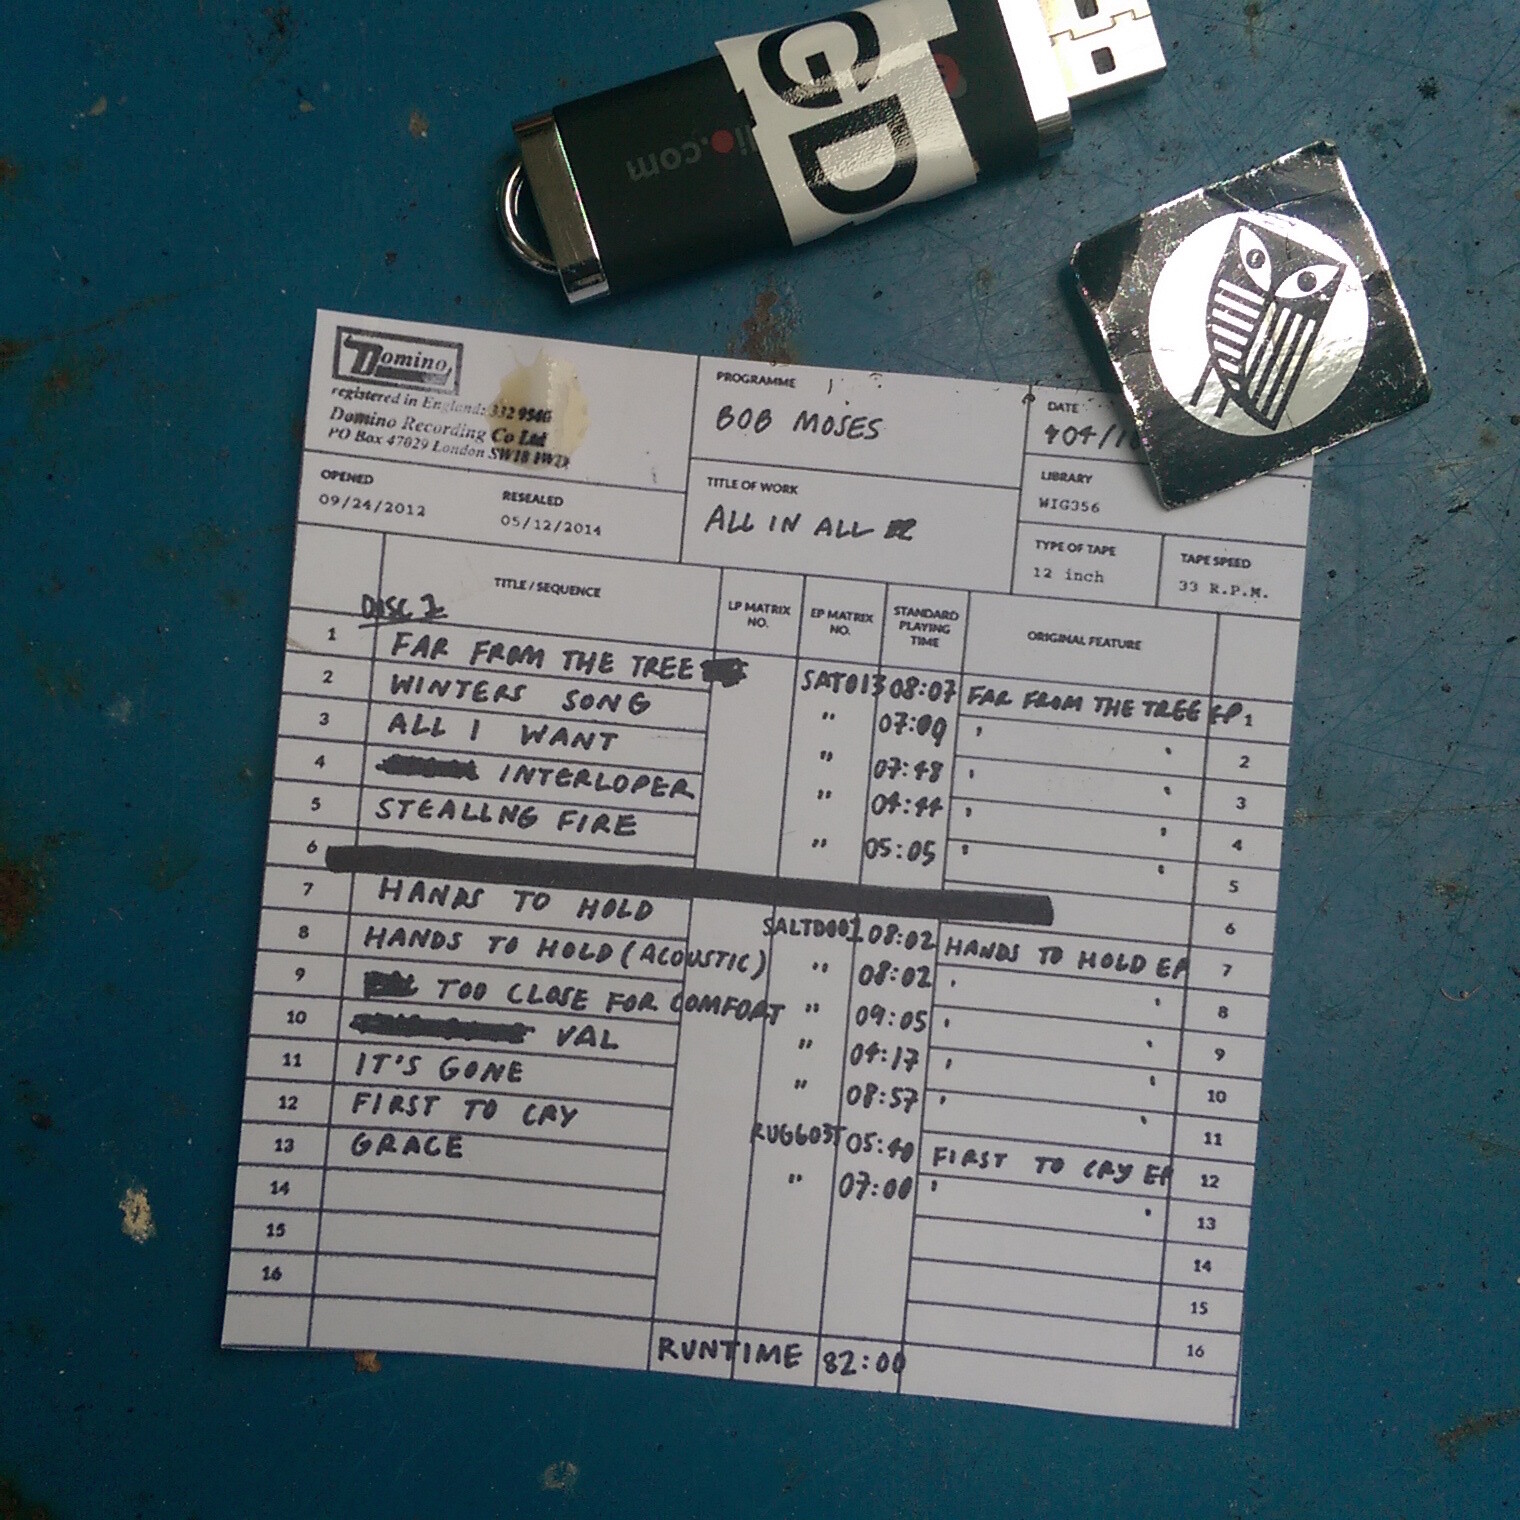 GD
.com
Domino
registered in England: 332 954G
Domino Recording Co Ltd
PO Box 47029 London SW18 1WD
PROGRAMME
BOB MOSES
DATE
OPENED
09/24/2012
RESEALED
05/12/2014
TITLE OF WORK
ALL IN ALL
LIBRARY
WIG356
TYPE OF TAPE
12 inch
TAPE SPEED
33 R.P.M.
TITLE / SEQUENCE LP MATRIX NO. EP MATRIX NO. STANDARD PLAYING TIME ORIGINAL FEATURE
DISC 2
1 FAR FROM THE TREE SAT013 08:07 FAR FROM THE TREE EP 1
2 WINTERS SONG " 07:09 " 2
3 ALL I WANT " 07:48 " 3
4 INTERLOPER " 04:44 " 4
5 STEALING FIRE " 05:05 " 5
6 6
7 HANDS TO HOLD SALTD002 08:02 HANDS TO HOLD EP 7
8 HANDS TO HOLD (ACOUSTIC) " 08:02 " 8
9 TOO CLOSE FOR COMFORT " 09:05 " 9
10 VAL " 04:17 " 10
11 IT'S GONE " 08:57 " 11
12 FIRST TO CRY 05:40 FIRST TO CRY EP 12
13 GRACE " 07:00 " 13
14 14
15 15
16 16
RUNTIME 82:00